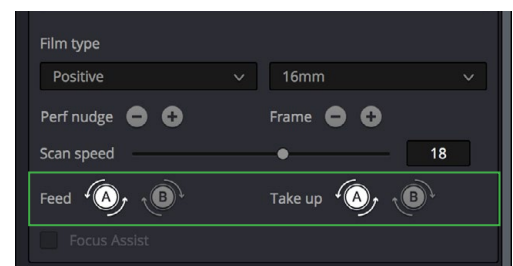 Film type
Positive 16mm
Perf nudge Frame
Scan speed 18
Feed A B Take up A B
Focus Assist